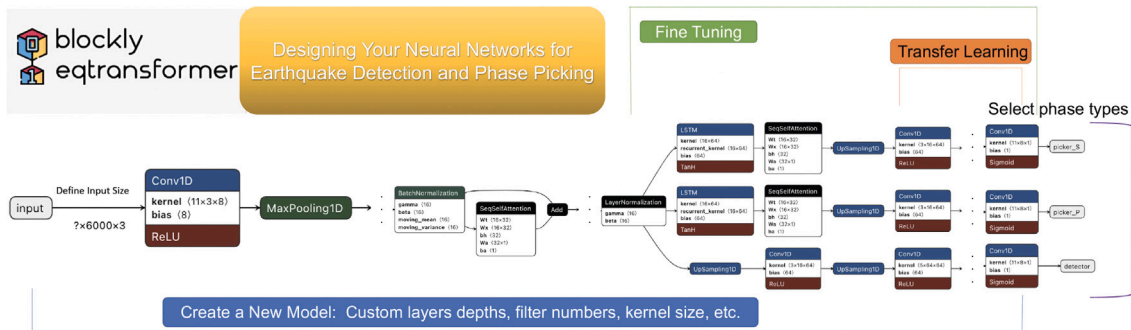 blockly
eqtransformer
Designing Your Neural Networks for
Earthquake Detection and Phase Picking
Fine Tuning
Transfer Learning
Select phase types
input
Define Input Size
?×6000×3
Conv1D
kernel (11×3×8)
bias (8)
ReLU
MaxPooling1D
BatchNormalization
gamma (16)
beta (16)
moving_mean (16)
moving_variance (16)
SeqSelfAttention
Wt (16×32)
Wx (16×32)
bh (32)
Wa (32×1)
ba (1)
Add
LayerNormalization
gamma (16)
beta (16)
LSTM
kernel (16×64)
recurrent_kernel (16×64)
bias (64)
TanH
SeqSelfAttention
Wt (16×32)
Wx (16×32)
bh (32)
Wa (32×1)
ba (1)
UpSampling1D
Conv1D
kernel (3×16×64)
bias (64)
ReLU
Conv1D
kernel (11×8×1)
bias (1)
Sigmoid
picker_S
LSTM
kernel (16×64)
recurrent_kernel (16×64)
bias (64)
TanH
SeqSelfAttention
Wt (16×32)
Wx (16×32)
bh (32)
Wa (32×1)
ba (1)
UpSampling1D
Conv1D
kernel (3×16×64)
bias (64)
ReLU
Conv1D
kernel (11×8×1)
bias (1)
Sigmoid
picker_P
UpSampling1D
Conv1D
kernel (3×16×64)
bias (64)
ReLU
UpSampling1D
Conv1D
kernel (5×64×64)
bias (64)
ReLU
Conv1D
kernel (11×8×1)
bias (1)
Sigmoid
detector
Create a New Model: Custom layers depths, filter numbers, kernel size, etc.